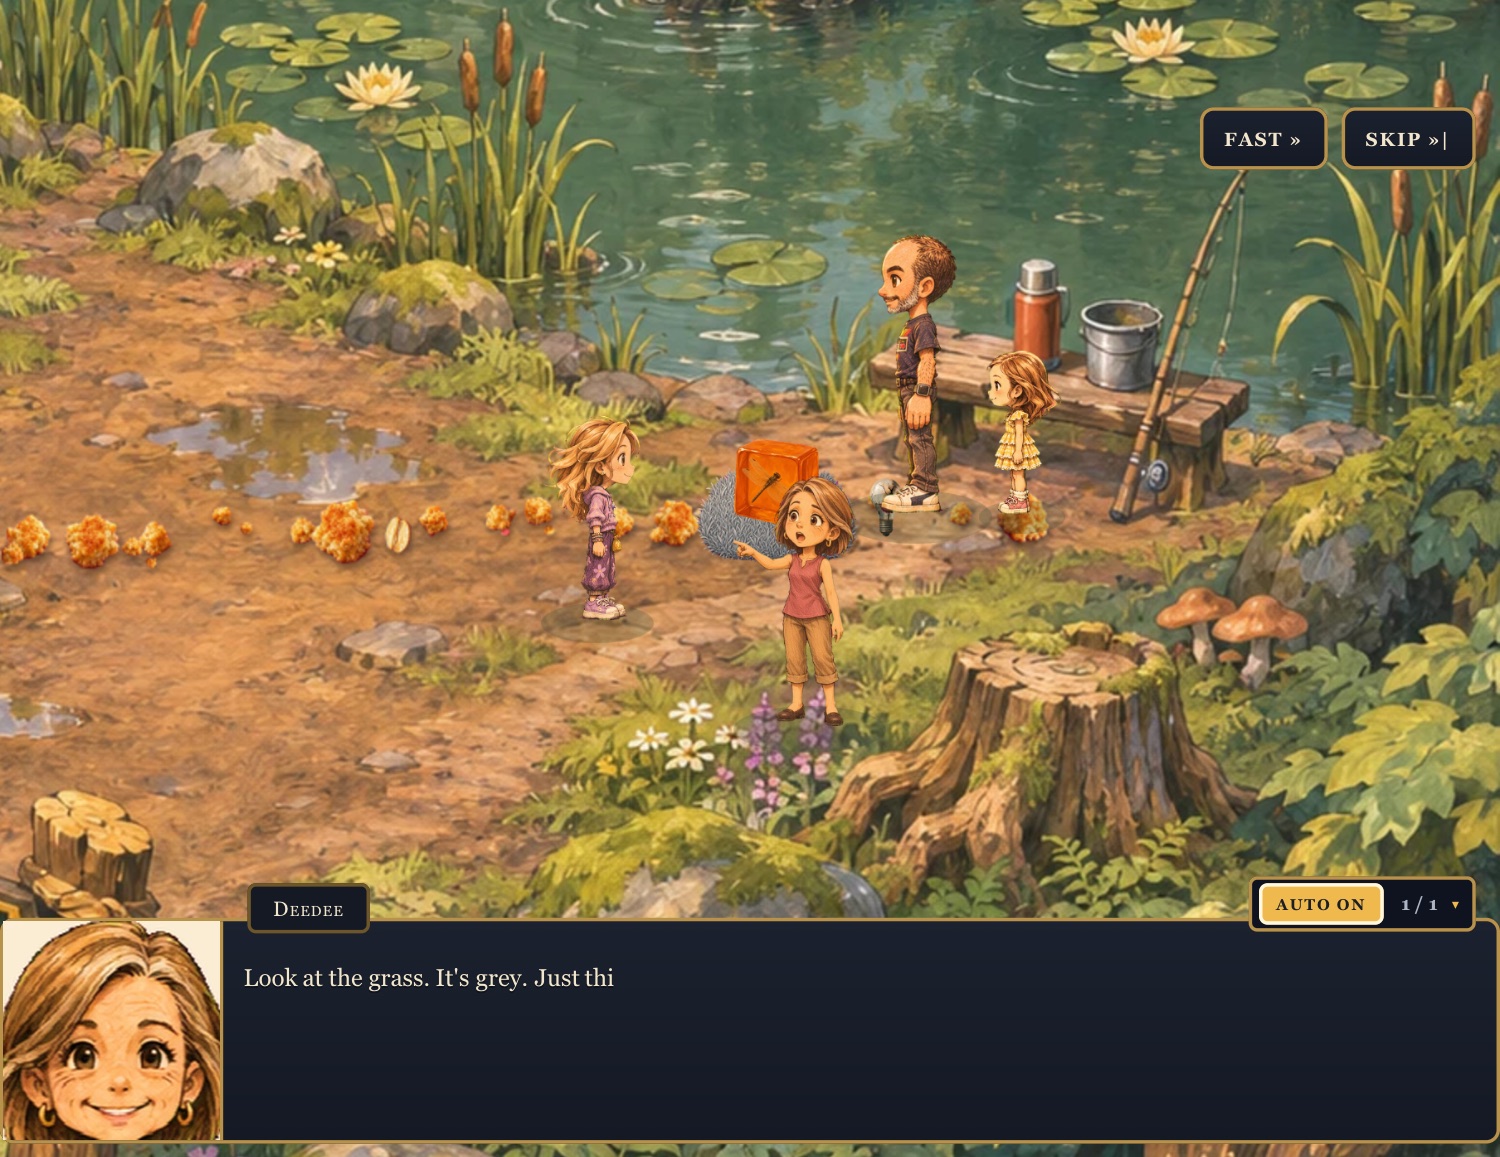 FAST »
SKIP »|
DEEDEE
AUTO ON
1 / 1 ▾
Look at the grass. It's grey. Just thi